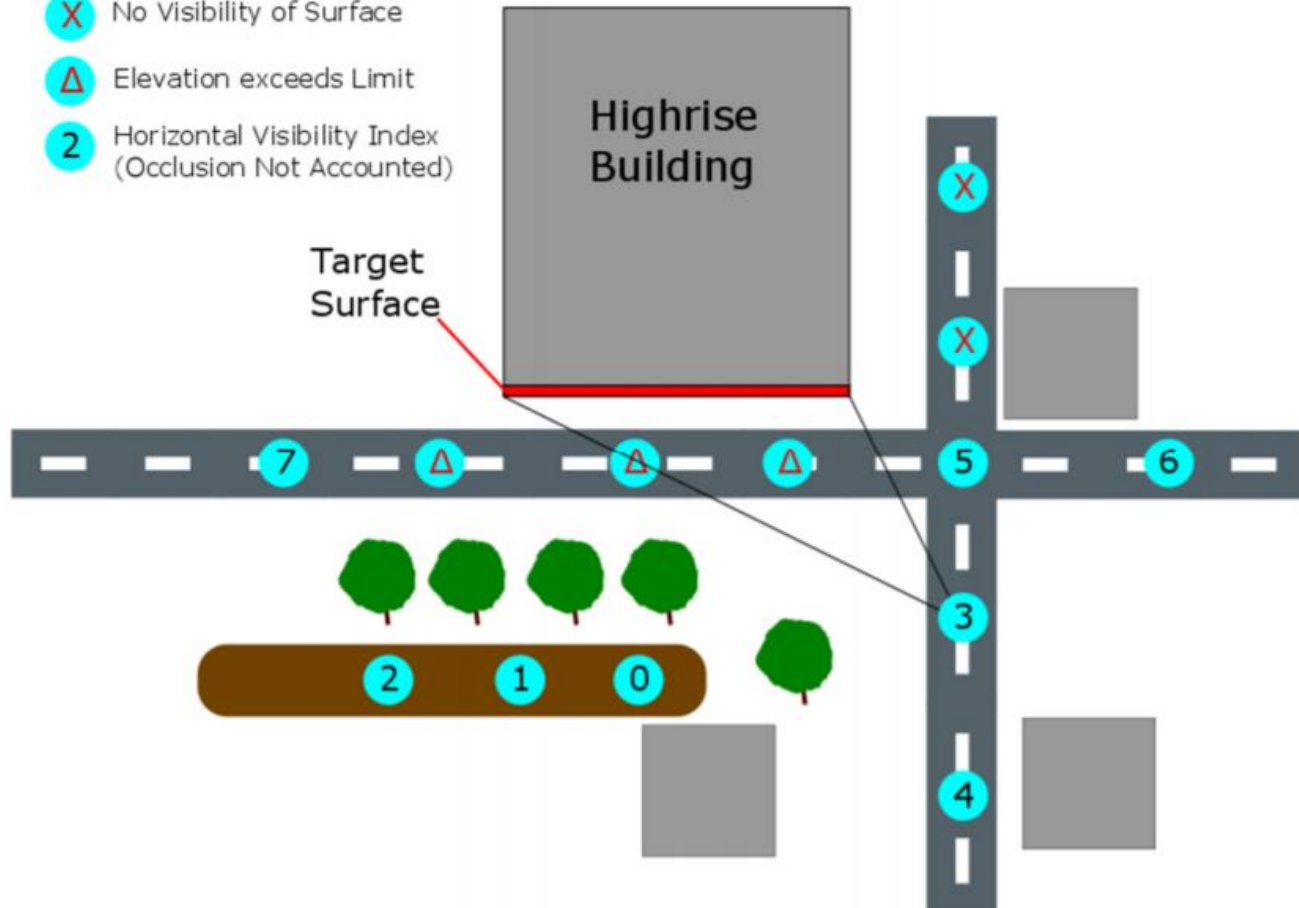 X No Visibility of Surface
Δ Elevation exceeds Limit
2 Horizontal Visibility Index
(Occlusion Not Accounted)
Highrise
Building
Target
Surface
X
X
7 Δ Δ Δ 5 6
3
2 1 0
4